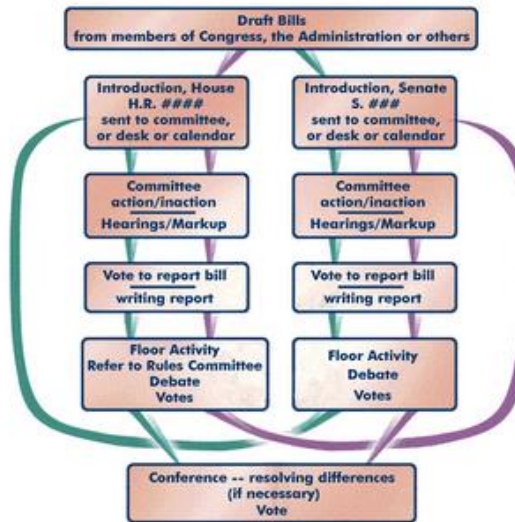 Draft Bills
from members of Congress, the Administration or others
Introduction, House
H.R. ####
sent to committee,
or desk or calendar
Introduction, Senate
S. ###
sent to committee,
or desk or calendar
Committee
action/inaction
Hearings/Markup
Committee
action/inaction
Hearings/Markup
Vote to report bill
writing report
Vote to report bill
writing report
Floor Activity
Refer to Rules Committee
Debate
Votes
Floor Activity
Debate
Votes
Conference -- resolving differences
(if necessary)
Vote